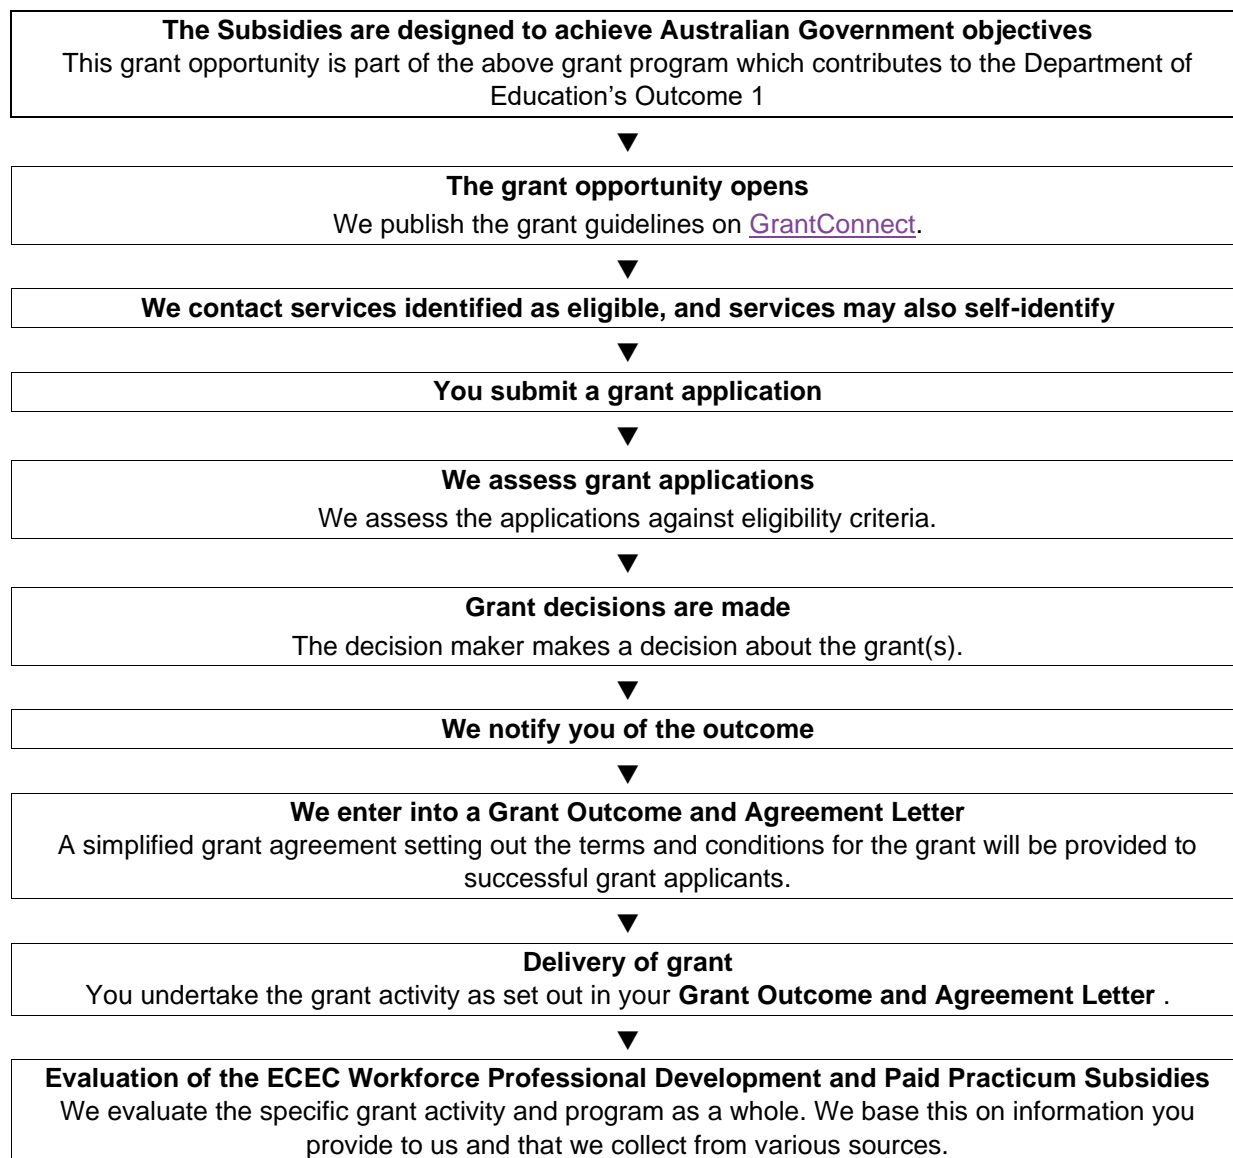 The Subsidies are designed to achieve Australian Government objectives
This grant opportunity is part of the above grant program which contributes to the Department of
Education’s Outcome 1
▼
The grant opportunity opens
We publish the grant guidelines on GrantConnect.
▼
We contact services identified as eligible, and services may also self-identify
▼
You submit a grant application
▼
We assess grant applications
We assess the applications against eligibility criteria.
▼
Grant decisions are made
The decision maker makes a decision about the grant(s).
▼
We notify you of the outcome
▼
We enter into a Grant Outcome and Agreement Letter
A simplified grant agreement setting out the terms and conditions for the grant will be provided to
successful grant applicants.
▼
Delivery of grant
You undertake the grant activity as set out in your Grant Outcome and Agreement Letter .
▼
Evaluation of the ECEC Workforce Professional Development and Paid Practicum Subsidies
We evaluate the specific grant activity and program as a whole. We base this on information you
provide to us and that we collect from various sources.